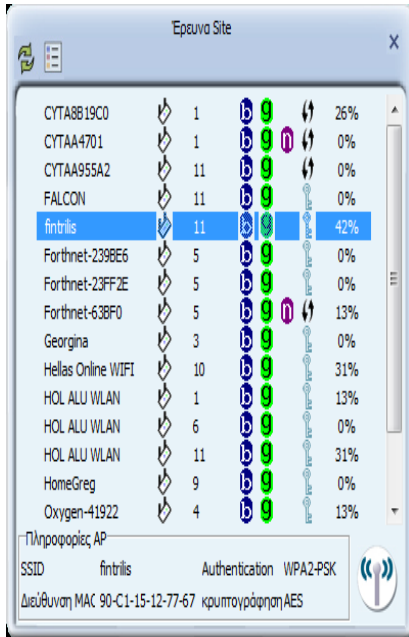 Έρευνα Site
CYTA8B19C0 1 b g 26%
CYTAA4701 1 b g n 0%
CYTAA955A2 11 b g 0%
FALCON 11 b g 0%
fintrilis 11 b g 42%
Forthnet-239BE6 5 b g 0%
Forthnet-23FF2E 5 b g 0%
Forthnet-63BF0 5 b g n 13%
Georgina 3 b g 0%
Hellas Online WIFI 10 b g 31%
HOL ALU WLAN 1 b g 13%
HOL ALU WLAN 6 b g 0%
HOL ALU WLAN 11 b g 31%
HomeGreg 9 b g 0%
Oxygen-41922 4 b g 13%
Πληροφορίες AP
SSID fintrilis Authentication WPA2-PSK
Διεύθυνση MAC 90-C1-15-12-77-67 κρυπτογράφηση AES